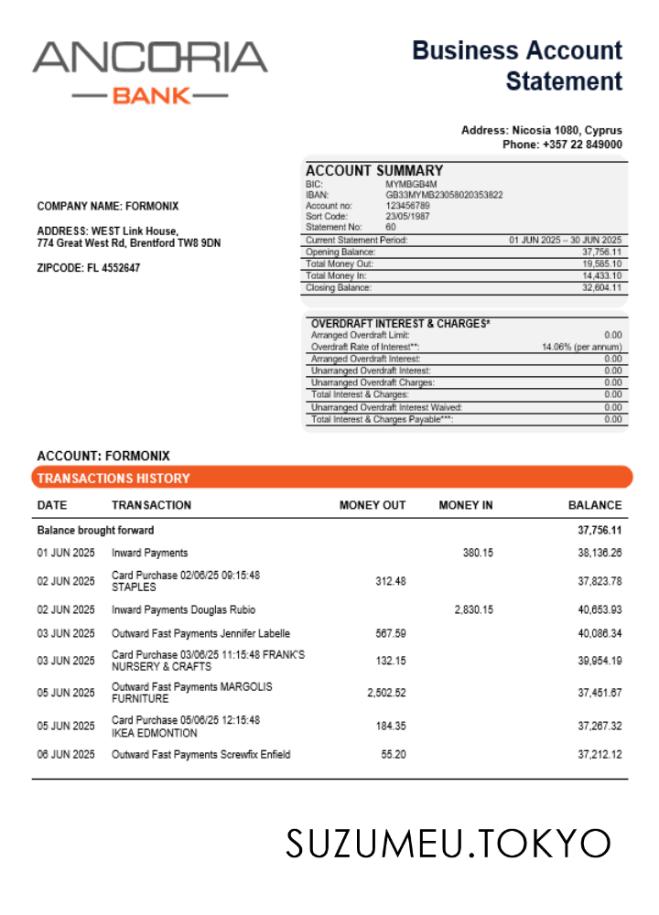 ANCORIA
BANK
Business Account
Statement
Address: Nicosia 1080, Cyprus
Phone: +357 22 849000
COMPANY NAME: FORMONIX
ADDRESS: WEST Link House,
774 Great West Rd, Brentford TW8 9DN
ZIPCODE: FL 4552647
ACCOUNT SUMMARY
BIC: MYMBGB4M
IBAN: GB33MYMB23058020353822
Account no: 123456789
Sort Code: 23/05/1987
Statement No: 60
Current Statement Period: 01 JUN 2025 – 30 JUN 2025
Opening Balance: 37,756.11
Total Money Out: 19,585.10
Total Money In: 14,433.10
Closing Balance: 32,604.11
OVERDRAFT INTEREST & CHARGES*
Arranged Overdraft Limit: 0.00
Overdraft Rate of Interest**: 14.06% (per annum)
Arranged Overdraft Interest: 0.00
Unarranged Overdraft Interest: 0.00
Unarranged Overdraft Charges: 0.00
Total Interest & Charges: 0.00
Unarranged Overdraft Interest Waived: 0.00
Total Interest & Charges Payable***: 0.00
ACCOUNT: FORMONIX
TRANSACTIONS HISTORY
DATE TRANSACTION MONEY OUT MONEY IN BALANCE
Balance brought forward 37,756.11
01 JUN 2025 Inward Payments 380.15 38,136.26
02 JUN 2025 Card Purchase 02/06/25 09:15:48
STAPLES 312.48 37,823.78
02 JUN 2025 Inward Payments Douglas Rubio 2,830.15 40,653.93
03 JUN 2025 Outward Fast Payments Jennifer Labelle 567.59 40,086.34
03 JUN 2025 Card Purchase 03/06/25 11:15:48 FRANK'S
NURSERY & CRAFTS 132.15 39,954.19
05 JUN 2025 Outward Fast Payments MARGOLIS
FURNITURE 2,502.52 37,451.67
05 JUN 2025 Card Purchase 05/06/25 12:15:48
IKEA EDMONTION 184.35 37,267.32
06 JUN 2025 Outward Fast Payments Screwfix Enfield 55.20 37,212.12
SUZUMEU.TOKYO